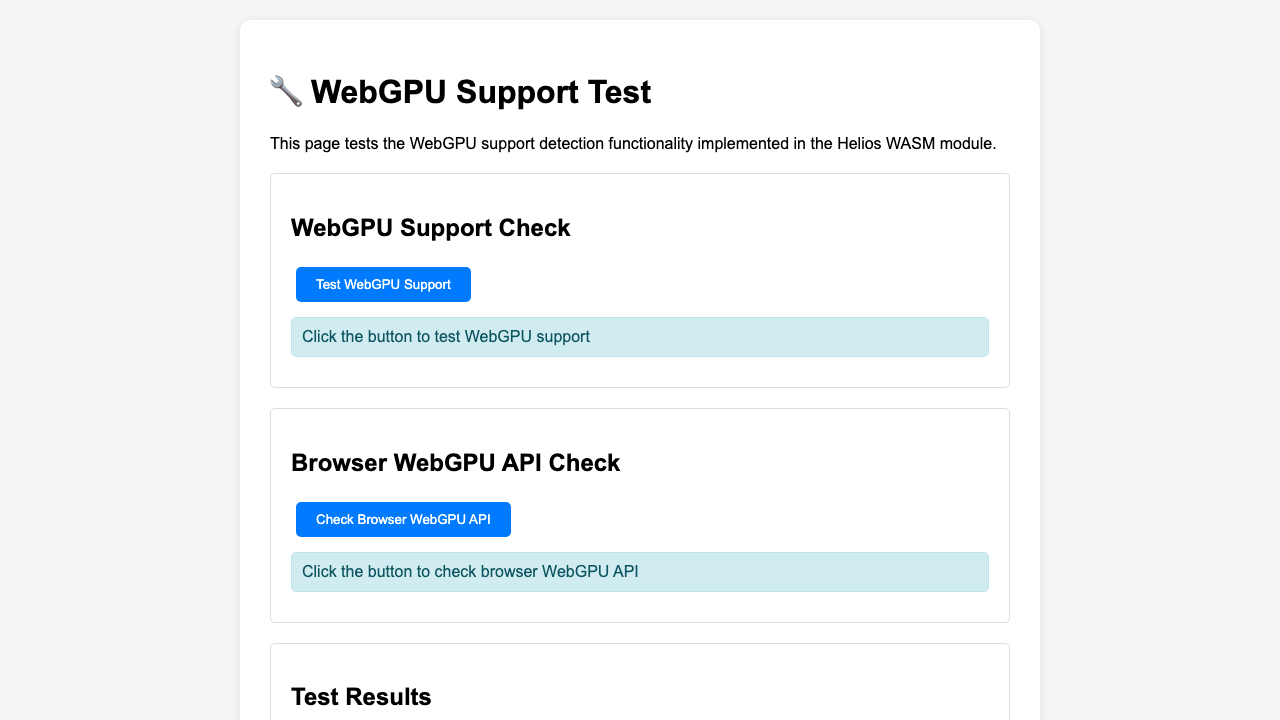 WebGPU Support Test
This page tests the WebGPU support detection functionality implemented in the Helios WASM module.
WebGPU Support Check
Test WebGPU Support
Click the button to test WebGPU support
Browser WebGPU API Check
Check Browser WebGPU API
Click the button to check browser WebGPU API
Test Results